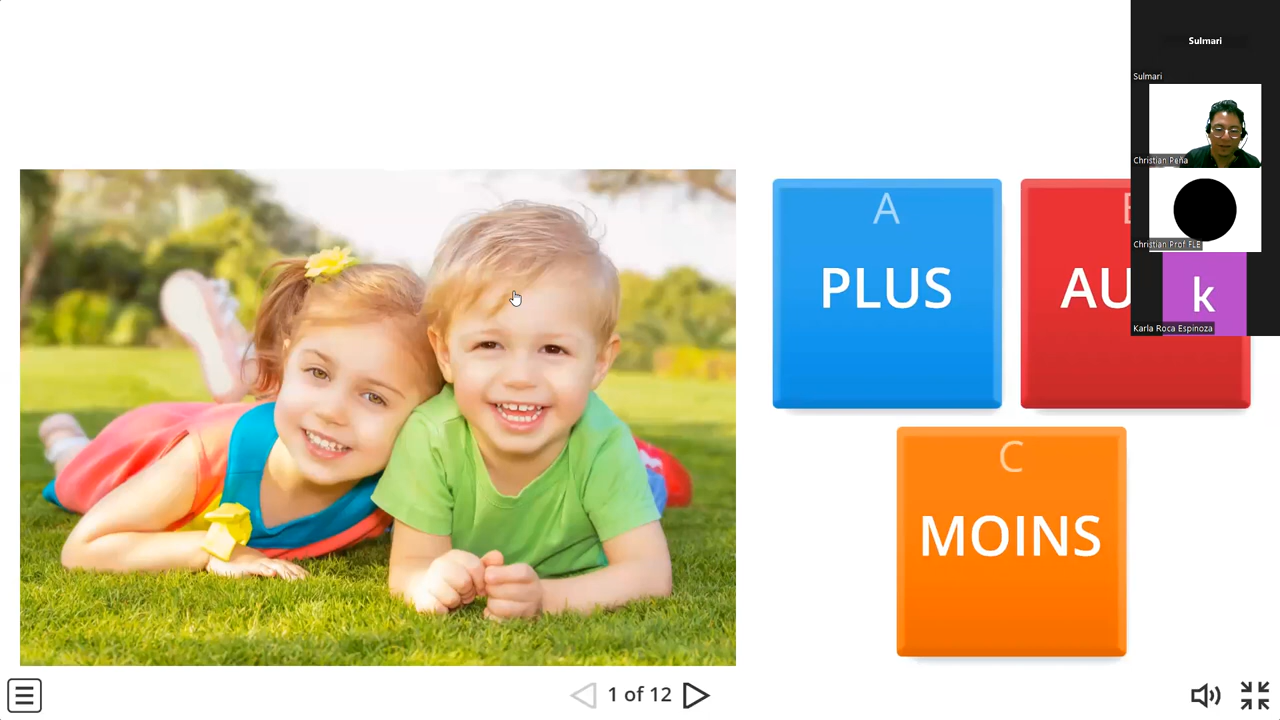 Sulmari
Sulmari
Christian Peña
Christian Prof FLE
k
Karla Roca Espinoza
A
PLUS
AU
C
MOINS
1 of 12